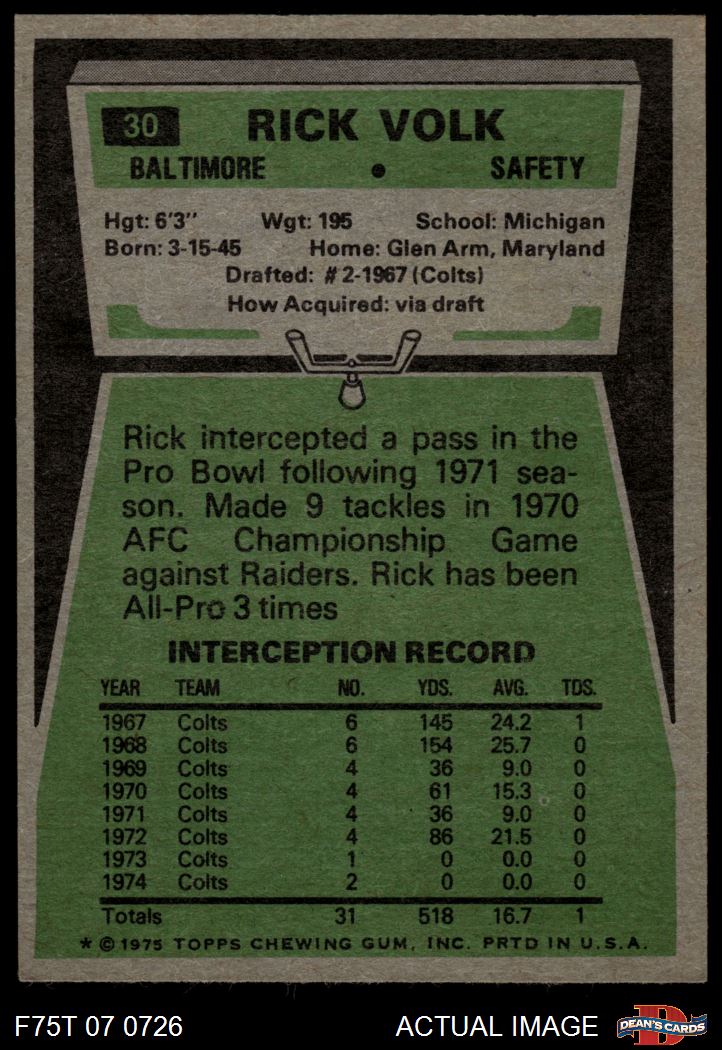 30 RICK VOLK
BALTIMORE • SAFETY
Hgt: 6'3" Wgt: 195 School: Michigan
Born: 3-15-45 Home: Glen Arm, Maryland
Drafted: #2-1967 (Colts)
How Acquired: via draft
Rick intercepted a pass in the
Pro Bowl following 1971 sea-
son. Made 9 tackles in 1970
AFC Championship Game
against Raiders. Rick has been
All-Pro 3 times
INTERCEPTION RECORD
YEAR TEAM NO. YDS. AVG. TDS.
1967 Colts 6 145 24.2 1
1968 Colts 6 154 25.7 0
1969 Colts 4 36 9.0 0
1970 Colts 4 61 15.3 0
1971 Colts 4 36 9.0 0
1972 Colts 4 86 21.5 0
1973 Colts 1 0 0.0 0
1974 Colts 2 0 0.0 0
Totals 31 518 16.7 1
* © 1975 TOPPS CHEWING GUM, INC. PRTD IN U.S.A.
F75T 07 0726 ACTUAL IMAGE D DEAN'S CARDS